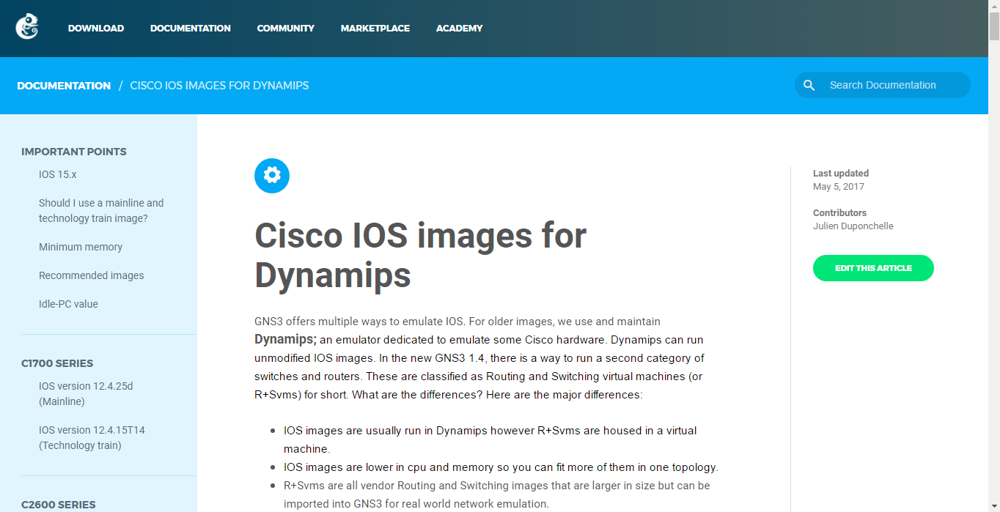 DOWNLOAD DOCUMENTATION COMMUNITY MARKETPLACE ACADEMY
DOCUMENTATION / CISCO IOS IMAGES FOR DYNAMIPS
Search Documentation
IMPORTANT POINTS
IOS 15.x
Should I use a mainline and
technology train image?
Minimum memory
Recommended images
Idle-PC value
C1700 SERIES
IOS version 12.4.25d
(Mainline)
IOS version 12.4.15T14
(Technology train)
C2600 SERIES
Cisco IOS images for
Dynamips
GNS3 offers multiple ways to emulate IOS. For older images, we use and maintain
Dynamips; an emulator dedicated to emulate some Cisco hardware. Dynamips can run
unmodified IOS images. In the new GNS3 1.4, there is a way to run a second category of
switches and routers. These are classified as Routing and Switching virtual machines (or
R+Svms) for short. What are the differences? Here are the major differences:
• IOS images are usually run in Dynamips however R+Svms are housed in a virtual
machine.
• IOS images are lower in cpu and memory so you can fit more of them in one topology.
• R+Svms are all vendor Routing and Switching images that are larger in size but can be
imported into GNS3 for real world network emulation.
Last updated
May 5, 2017
Contributors
Julien Duponchelle
EDIT THIS ARTICLE